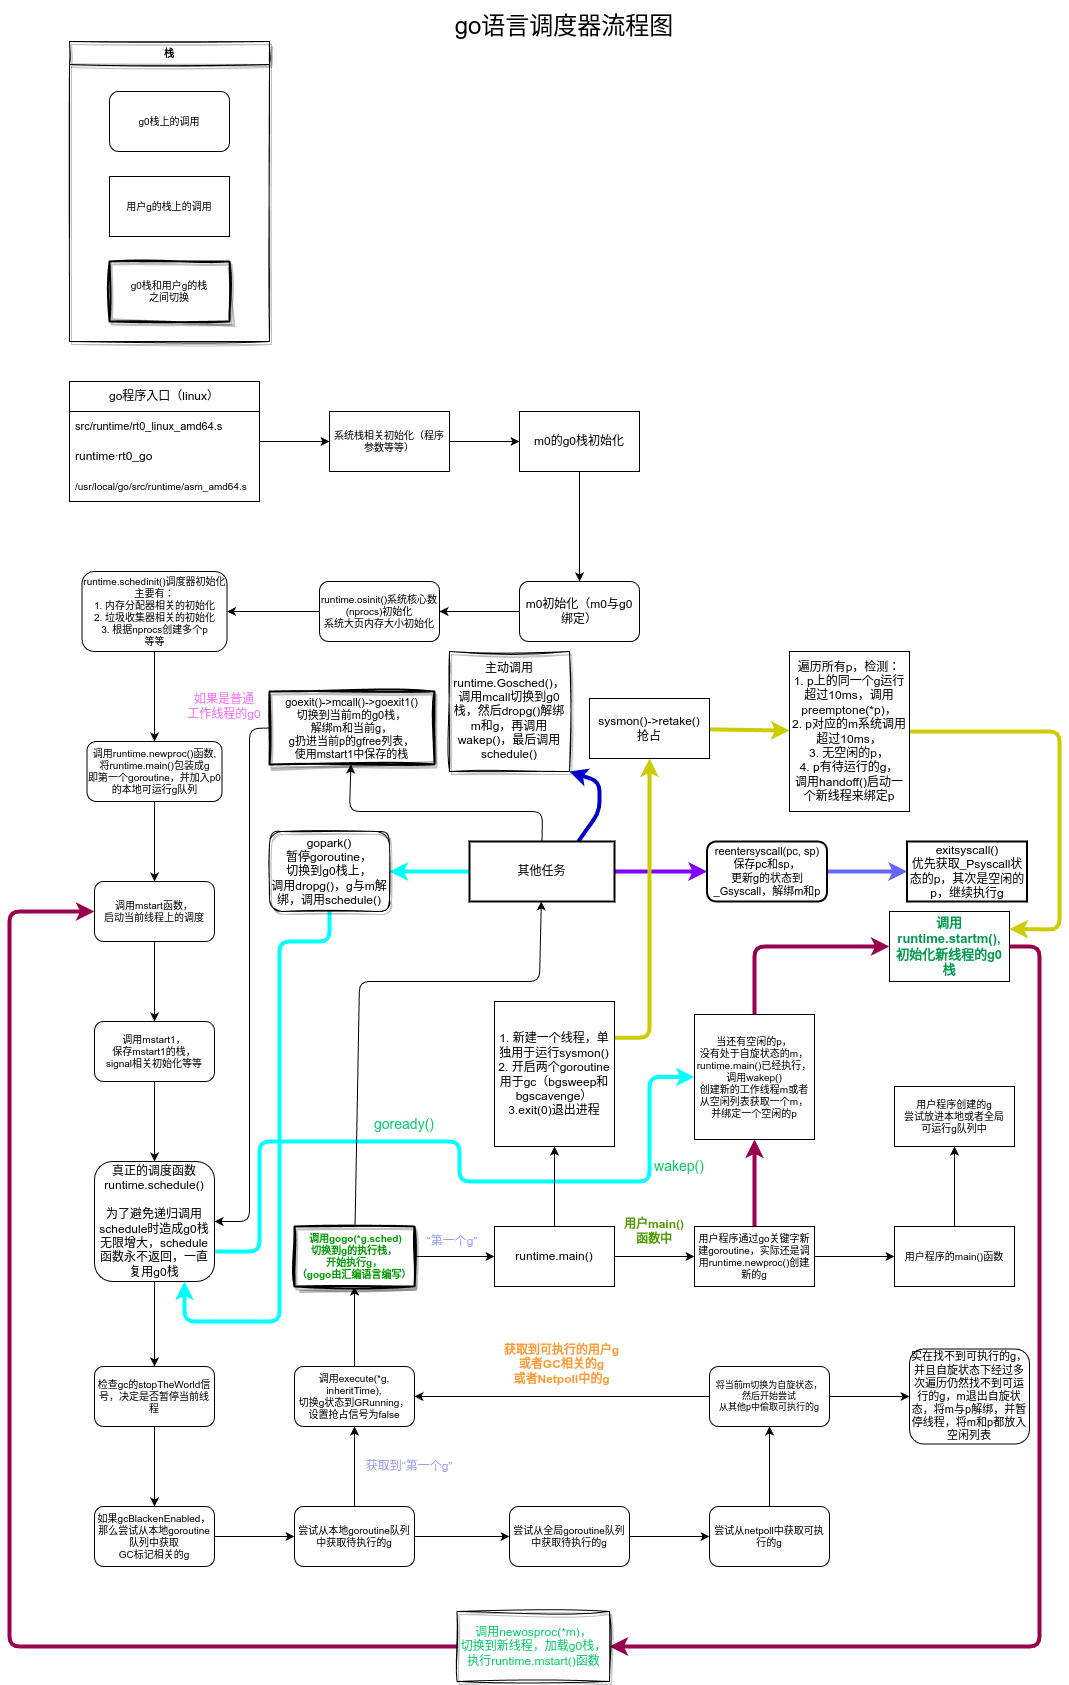 go语言调度器流程图
栈
g0栈上的调用
用户g的栈上的调用
g0栈和用户g的栈
之间切换
go程序入口（linux）
src/runtime/rt0_linux_amd64.s
runtime·rt0_go
/usr/local/go/src/runtime/asm_amd64.s
系统栈相关初始化（程序
参数等等）
m0的g0栈初始化
m0初始化（m0与g0
绑定）
runtime.osinit()系统核心数
(nprocs)初始化
系统大页内存大小初始化
runtime.schedinit()调度器初始化
主要有：
1. 内存分配器相关的初始化
2. 垃圾收集器相关的初始化
3. 根据nprocs创建多个p
等等
如果是普通
工作线程的g0
goexit()->mcall()->goexit1()
切换到当前m的g0栈，
解绑m和当前g，
g扔进当前p的gfree列表，
使用mstart1中保存的栈
主动调用
runtime.Gosched()，
调用mcall切换到g0
栈，然后dropg()解绑
m和g，再调用
wakep()，最后调用
schedule()
sysmon()->retake()
抢占
遍历所有p，检测：
1. p上的同一个g运行
超过10ms，调用
preemptone(*p)，
2. p对应的m系统调用
超过10ms，
3. 无空闲的p，
4. p有待运行的g，
调用handoff()启动一
个新线程来绑定p
调用runtime.newproc()函数,
将runtime.main()包装成g
即第一个goroutine，并加入p0
的本地可运行g队列
gopark()
暂停goroutine，
切换到g0栈上，
调用dropg()，g与m解
绑，调用schedule()
其他任务
reentersyscall(pc, sp)
保存pc和sp，
更新g的状态到
_Gsyscall，解绑m和p
exitsyscall()
优先获取_Psyscall状
态的p，其次是空闲的
p，继续执行g
调用mstart函数，
启动当前线程上的调度
调用
runtime.startm(),
初始化新线程的g0
栈
调用mstart1，
保存mstart1的栈，
signal相关初始化等等
1. 新建一个线程，单
独用于运行sysmon()
2. 开启两个goroutine
用于gc（bgsweep和
bgscavenge）
3.exit(0)退出进程
当还有空闲的p，
没有处于自旋状态的m，
runtime.main()已经执行，
调用wakep()
创建新的工作线程m或者
从空闲列表获取一个m，
并绑定一个空闲的p
用户程序创建的g
尝试放进本地或者全局
可运行g队列中
goready()
wakep()
真正的调度函数
runtime.schedule()
为了避免递归调用
schedule时造成g0栈
无限增大，schedule
函数永不返回，一直
复用g0栈
调用gogo(*g.sched)
切换到g的执行栈，
开始执行g，
（gogo由汇编语言编写）
“第一个g”
runtime.main()
用户main()
函数中
用户程序通过go关键字新
建goroutine，实际还是调
用runtime.newproc()创建
新的g
用户程序的main()函数
检查gc的stopTheWorld信
号，决定是否暂停当前线
程
调用execute(*g,
inheritTime),
切换g状态到GRunning，
设置抢占信号为false
获取到可执行的用户g
或者GC相关的g
或者Netpoll中的g
将当前m切换为自旋状态，
然后开始尝试
从其他p中偷取可执行的g
实在找不到可执行的g，
并且自旋状态下经过多
次遍历仍然找不到可运
行的g，m退出自旋状
态，将m与p解绑，并暂
停线程，将m和p都放入
空闲列表
获取到“第一个g”
如果gcBlackenEnabled，
那么尝试从本地goroutine
队列中获取
GC标记相关的g
尝试从本地goroutine队列
中获取待执行的g
尝试从全局goroutine队列
中获取待执行的g
尝试从netpoll中获取可执
行的g
调用newosproc(*m)，
切换到新线程，加载g0栈，
执行runtime.mstart()函数